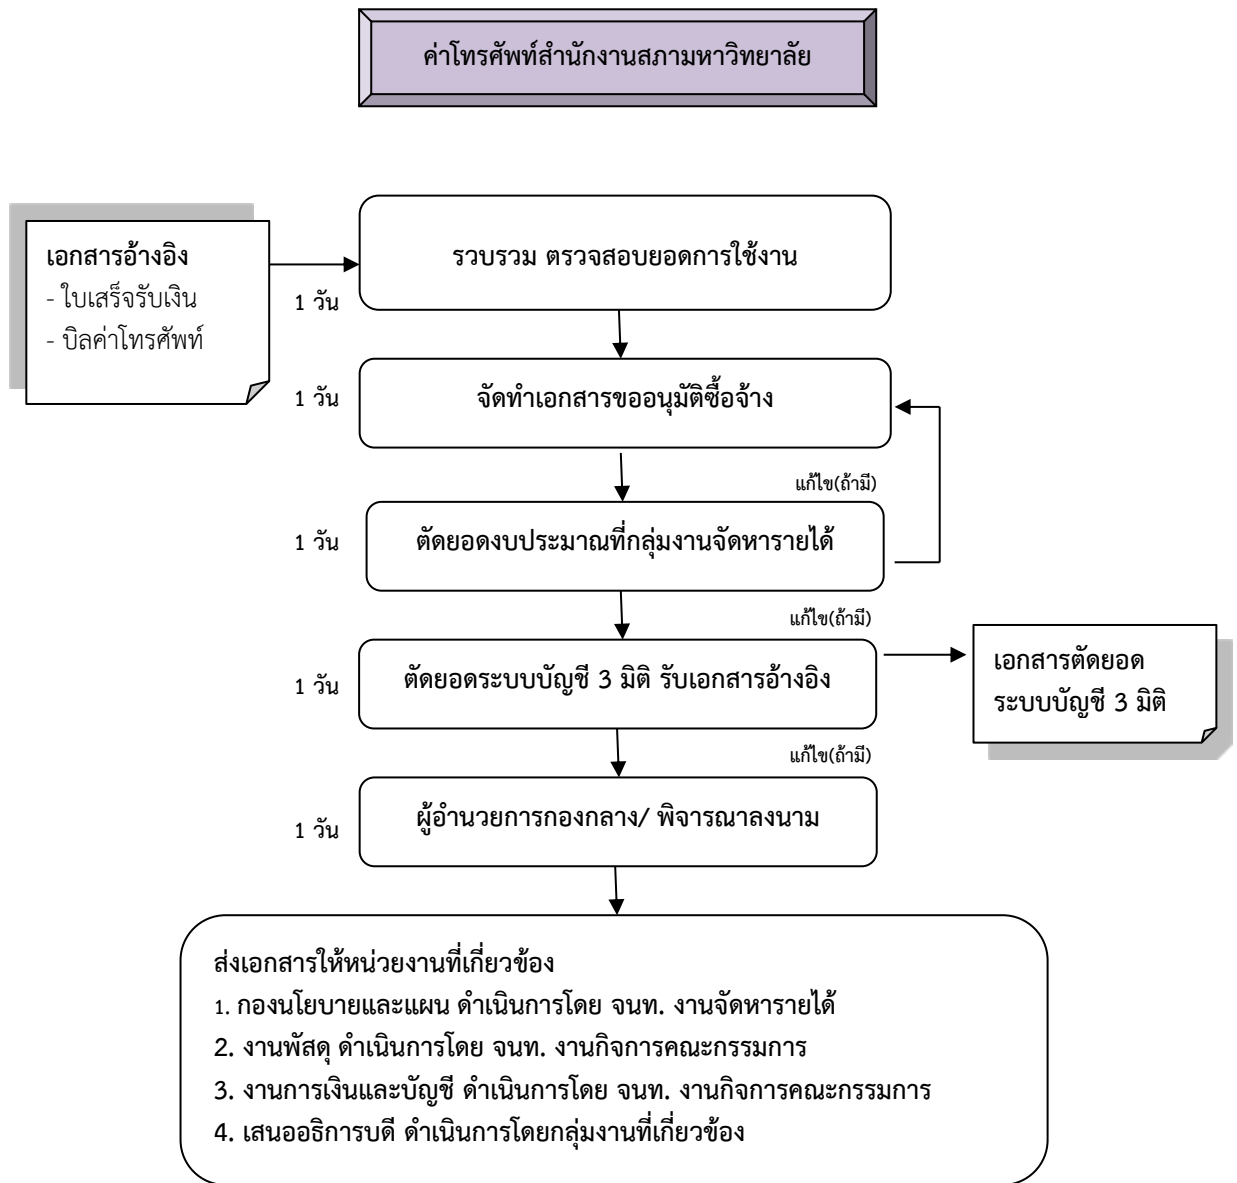 ค่าโทรศัพท์สำนักงานสภามหาวิทยาลัย
เอกสารอ้างอิง
- ใบเสร็จรับเงิน
- บิลค่าโทรศัพท์
รวบรวม ตรวจสอบยอดการใช้งาน
1 วัน
จัดทำเอกสารขออนุมัติซื้อจ้าง
1 วัน
แก้ไข(ถ้ามี)
ตัดยอดงบประมาณที่กลุ่มงานจัดหารายได้
1 วัน
แก้ไข(ถ้ามี)
ตัดยอดระบบบัญชี 3 มิติ รับเอกสารอ้างอิง
1 วัน
เอกสารตัดยอด
ระบบบัญชี 3 มิติ
แก้ไข(ถ้ามี)
ผู้อำนวยการกองกลาง/ พิจารณาลงนาม
1 วัน
ส่งเอกสารให้หน่วยงานที่เกี่ยวข้อง
1. กองนโยบายและแผน ดำเนินการโดย จนท. งานจัดหารายได้
2. งานพัสดุ ดำเนินการโดย จนท. งานกิจการคณะกรรมการ
3. งานการเงินและบัญชี ดำเนินการโดย จนท. งานกิจการคณะกรรมการ
4. เสนออธิการบดี ดำเนินการโดยกลุ่มงานที่เกี่ยวข้อง